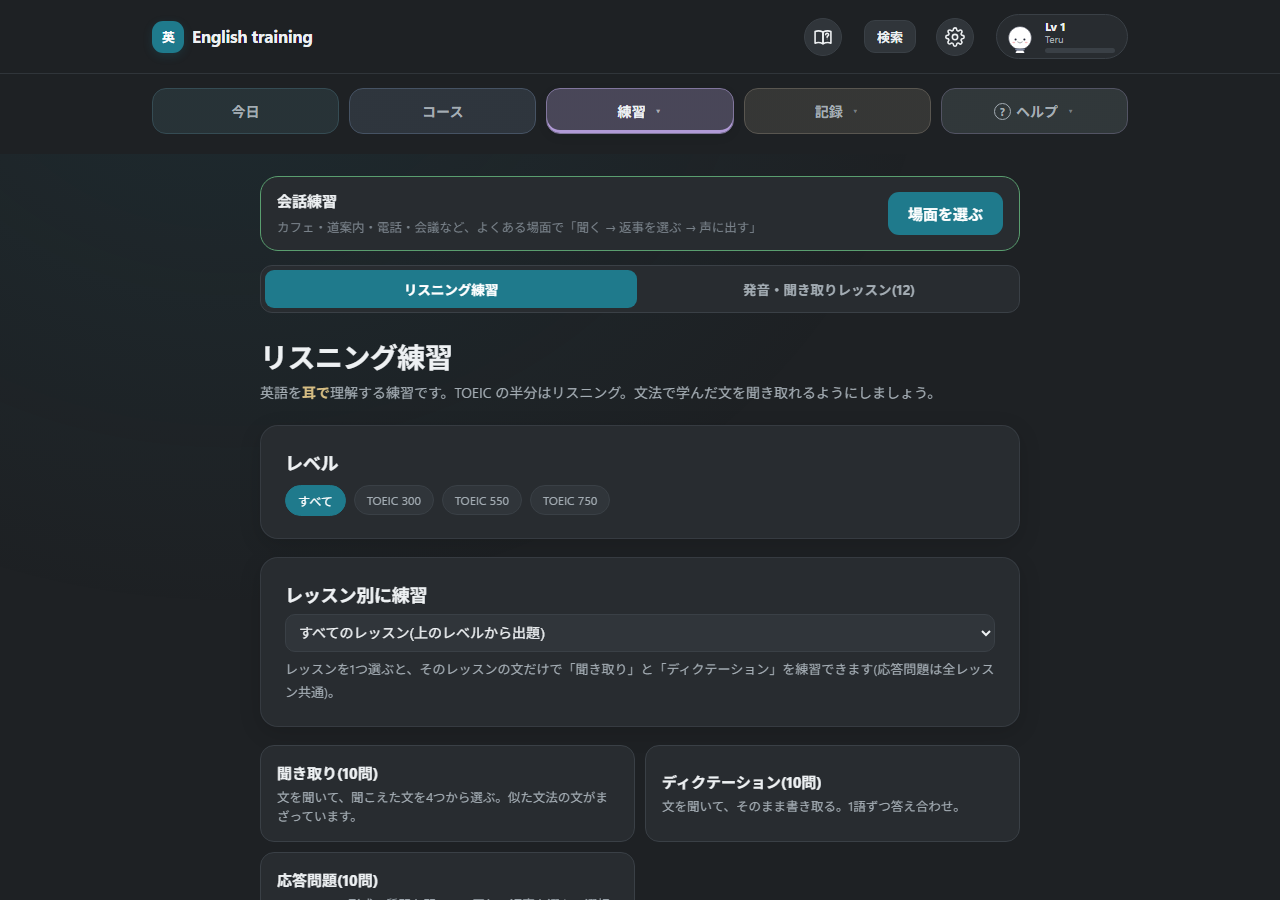 英 English training
検索
Lv 1
Teru
今日
コース
練習
記録
? ヘルプ
会話練習
カフェ・道案内・電話・会議など、よくある場面で「聞く → 返事を選ぶ → 声に出す」
場面を選ぶ
リスニング練習
発音・聞き取りレッスン(12)
リスニング練習
英語を耳で理解する練習です。TOEIC の半分はリスニング。文法で学んだ文を聞き取れるようにしましょう。
レベル
すべて TOEIC 300 TOEIC 550 TOEIC 750
レッスン別に練習
すべてのレッスン(上のレベルから出題)
レッスンを1つ選ぶと、そのレッスンの文だけで「聞き取り」と「ディクテーション」を練習できます(応答問題は全レッス
ン共通)。
聞き取り(10問)
文を聞いて、聞こえた文を4つから選ぶ。似た文法の文がま
ざっています。
ディクテーション(10問)
文を聞いて、そのまま書き取る。1語ずつ答え合わせ。
応答問題(10問)